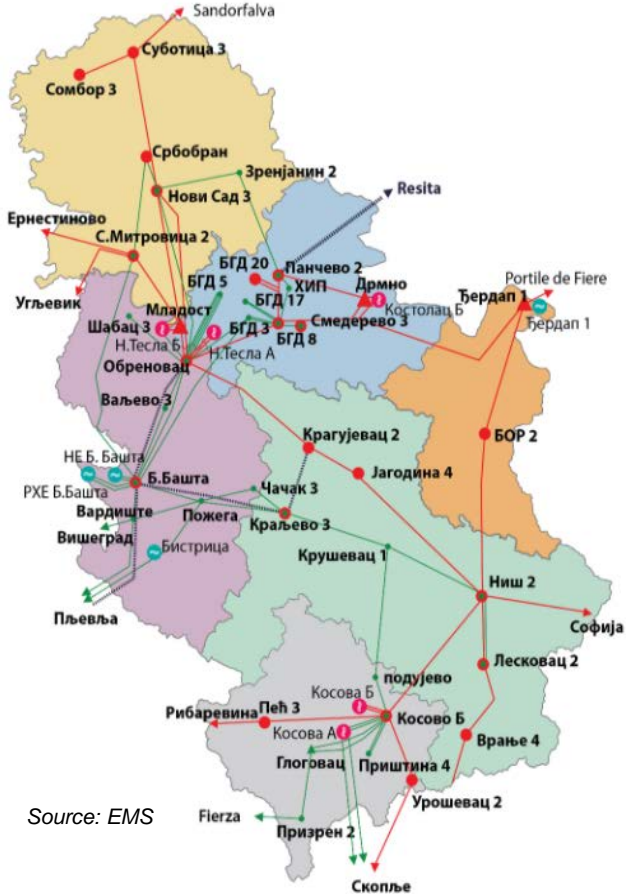 Sandorfalva
Суботица 3
Сомбор 3
Србобран
Зрењанин 2
Нови Сад 3
Resita
Ернестиново
С.Митровица 2
БГД 20
Панчево 2
БГД 5
ХИП
Дрмно
Portile de Fiere
Угљевик
БГД 17
Ђердап 1
Младост
Костолац Б
Шабац 3
БГД 3
Смедерево 3
Ђердап 1
Н.Тесла Б
БГД 8
Н.Тесла А
Обреновац
Ваљево 3
Крагујевац 2
БОР 2
НЕ Б. Башта
Јагодина 4
Б.Башта
Чачак 3
РХЕ Б.Башта
Вардиште
Пожега
Краљево 3
Вишеград
Бистрица
Крушевац 1
Ниш 2
Пљевља
Софија
Лесковац 2
подујево
Косова Б
Пећ 3
Рибаревина
Косово Б
Косова А
Врање 4
Глоговац
Приштина 4
Урошевац 2
Source: EMS
Fierza
Призрен 2
Скопље